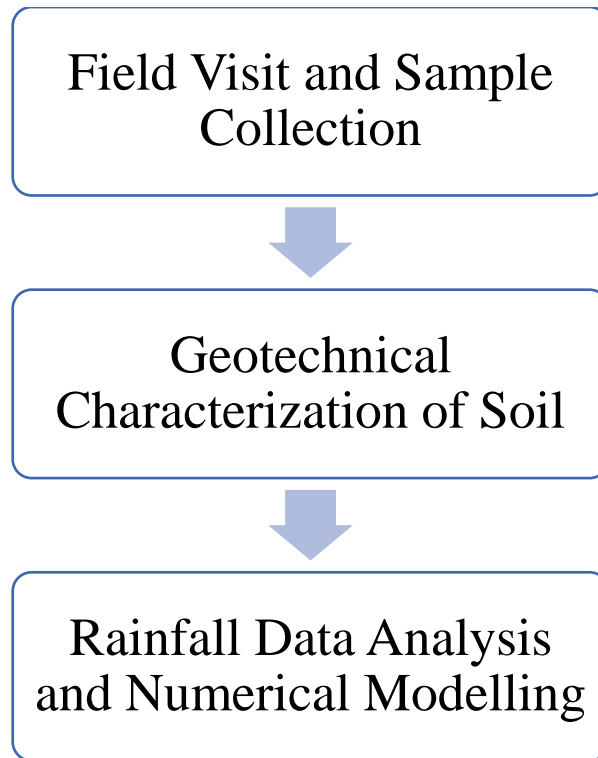 Field Visit and Sample
Collection
Geotechnical
Characterization of Soil
Rainfall Data Analysis
and Numerical Modelling